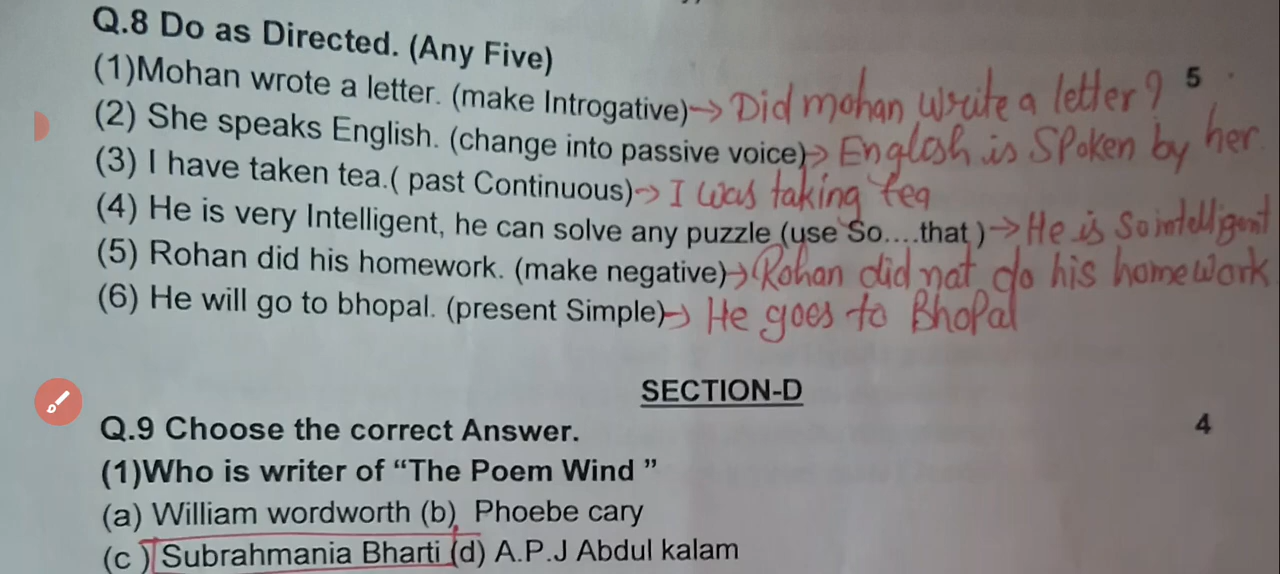 Q.8 Do as Directed. (Any Five)
5
(1)Mohan wrote a letter. (make Introgative)→ Did mohan write a letter?
(2) She speaks English. (change into passive voice)→ English is Spoken by her.
(3) I have taken tea.( past Continuous)→ I was taking tea
(4) He is very Intelligent, he can solve any puzzle (use So....that )→ He is so intelligent
(5) Rohan did his homework. (make negative)→ Rohan did not do his homework
(6) He will go to bhopal. (present Simple)→ He goes to Bhopal
SECTION-D
Q.9 Choose the correct Answer.
4
(1)Who is writer of “The Poem Wind ”
(a) William wordworth (b) Phoebe cary
(c ) Subrahmania Bharti (d) A.P.J Abdul kalam